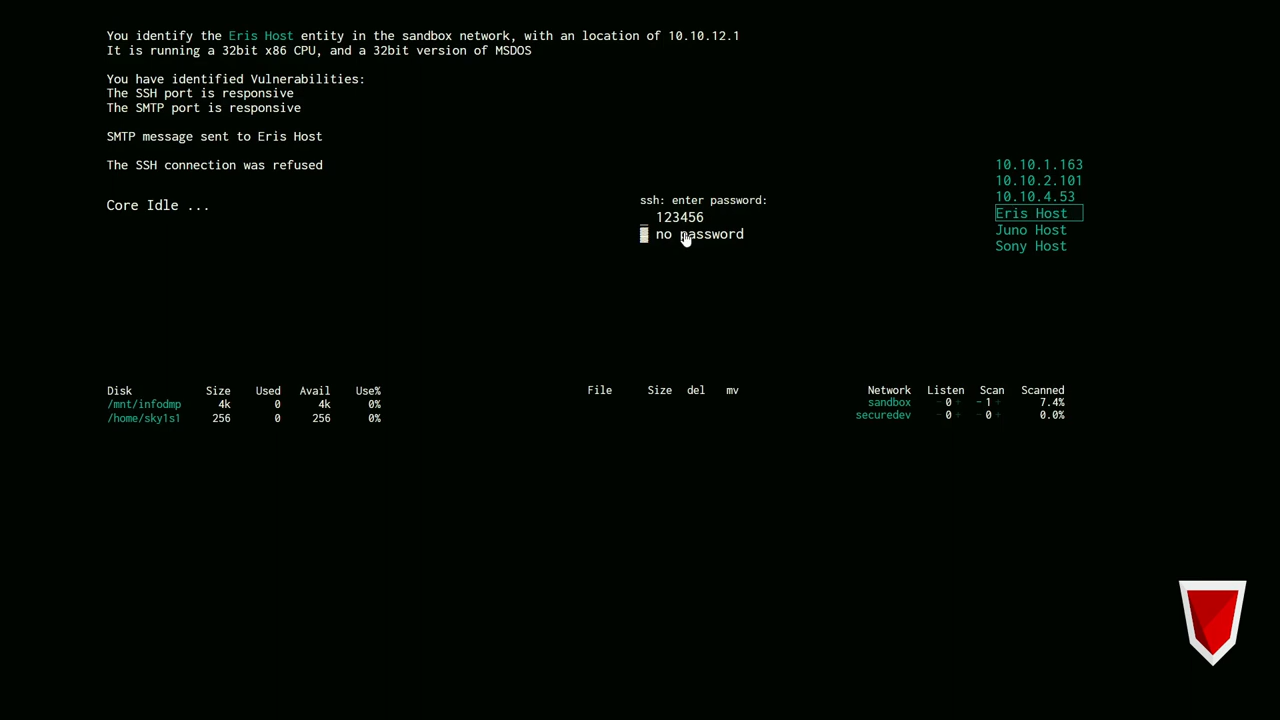 You identify the Eris Host entity in the sandbox network, with an location of 10.10.12.1
It is running a 32bit x86 CPU, and a 32bit version of MSDOS
You have identified Vulnerabilities:
The SSH port is responsive
The SMTP port is responsive
SMTP message sent to Eris Host
The SSH connection was refused
Core Idle ...
ssh: enter password:
_ 123456
no password
10.10.1.163
10.10.2.101
10.10.4.53
Eris Host
Juno Host
Sony Host
Disk Size Used Avail Use%
/mnt/infodmp 4k 0 4k 0%
/home/sky1s1 256 0 256 0%
File Size del mv
Network Listen Scan Scanned
sandbox - 0 + - 1 + 7.4%
securedev - 0 + - 0 + 0.0%